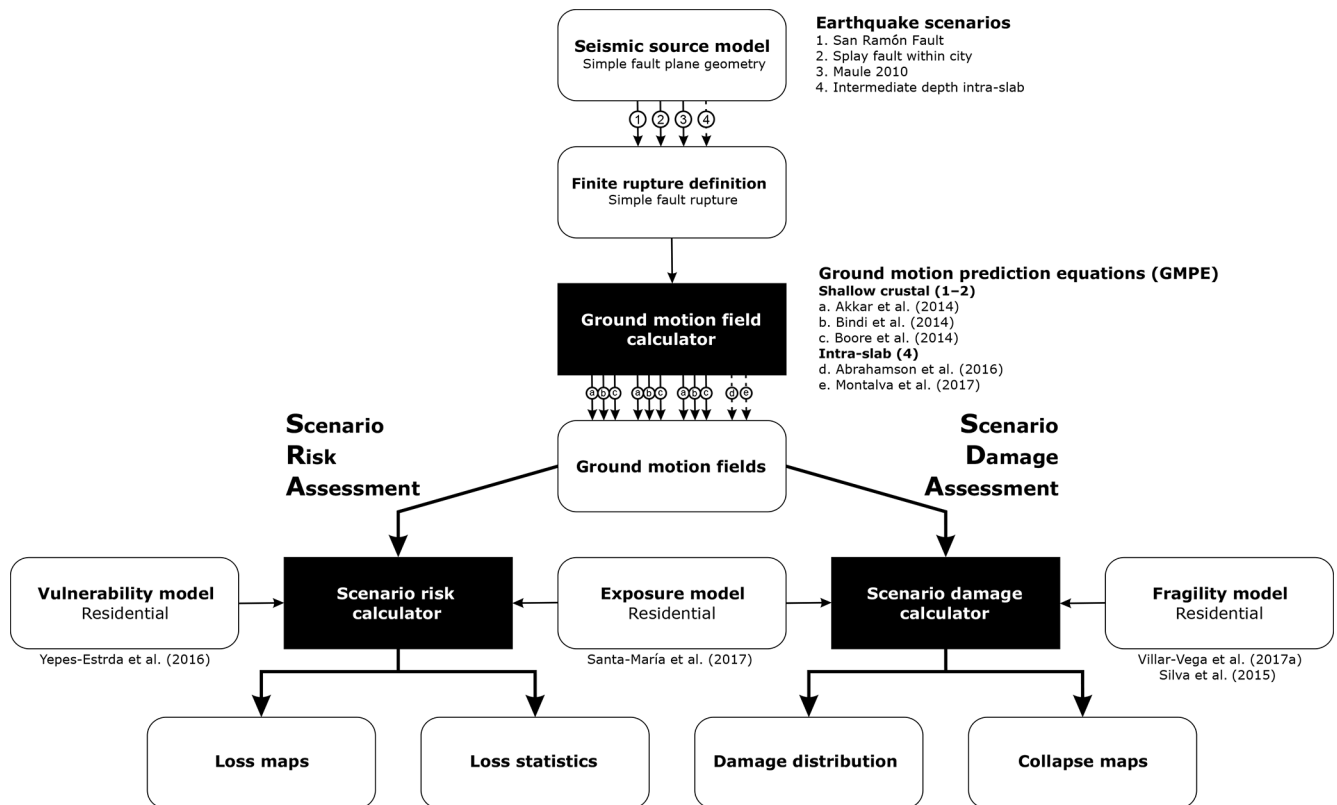 Seismic source model
Simple fault plane geometry
Earthquake scenarios
1. San Ramón Fault
2. Splay fault within city
3. Maule 2010
4. Intermediate depth intra-slab
1 2 3 4
Finite rupture definition
Simple fault rupture
Ground motion field
calculator
Ground motion prediction equations (GMPE)
Shallow crustal (1–2)
a. Akkar et al. (2014)
b. Bindi et al. (2014)
c. Boore et al. (2014)
Intra-slab (4)
d. Abrahamson et al. (2016)
e. Montalva et al. (2017)
a b c a b c a b c d e
Scenario
Risk
Assessment
Ground motion fields
Scenario
Damage
Assessment
Vulnerability model
Residential
Yepes-Estrda et al. (2016)
Scenario risk
calculator
Exposure model
Residential
Santa-María et al. (2017)
Scenario damage
calculator
Fragility model
Residential
Villar-Vega et al. (2017a)
Silva et al. (2015)
Loss maps
Loss statistics
Damage distribution
Collapse maps